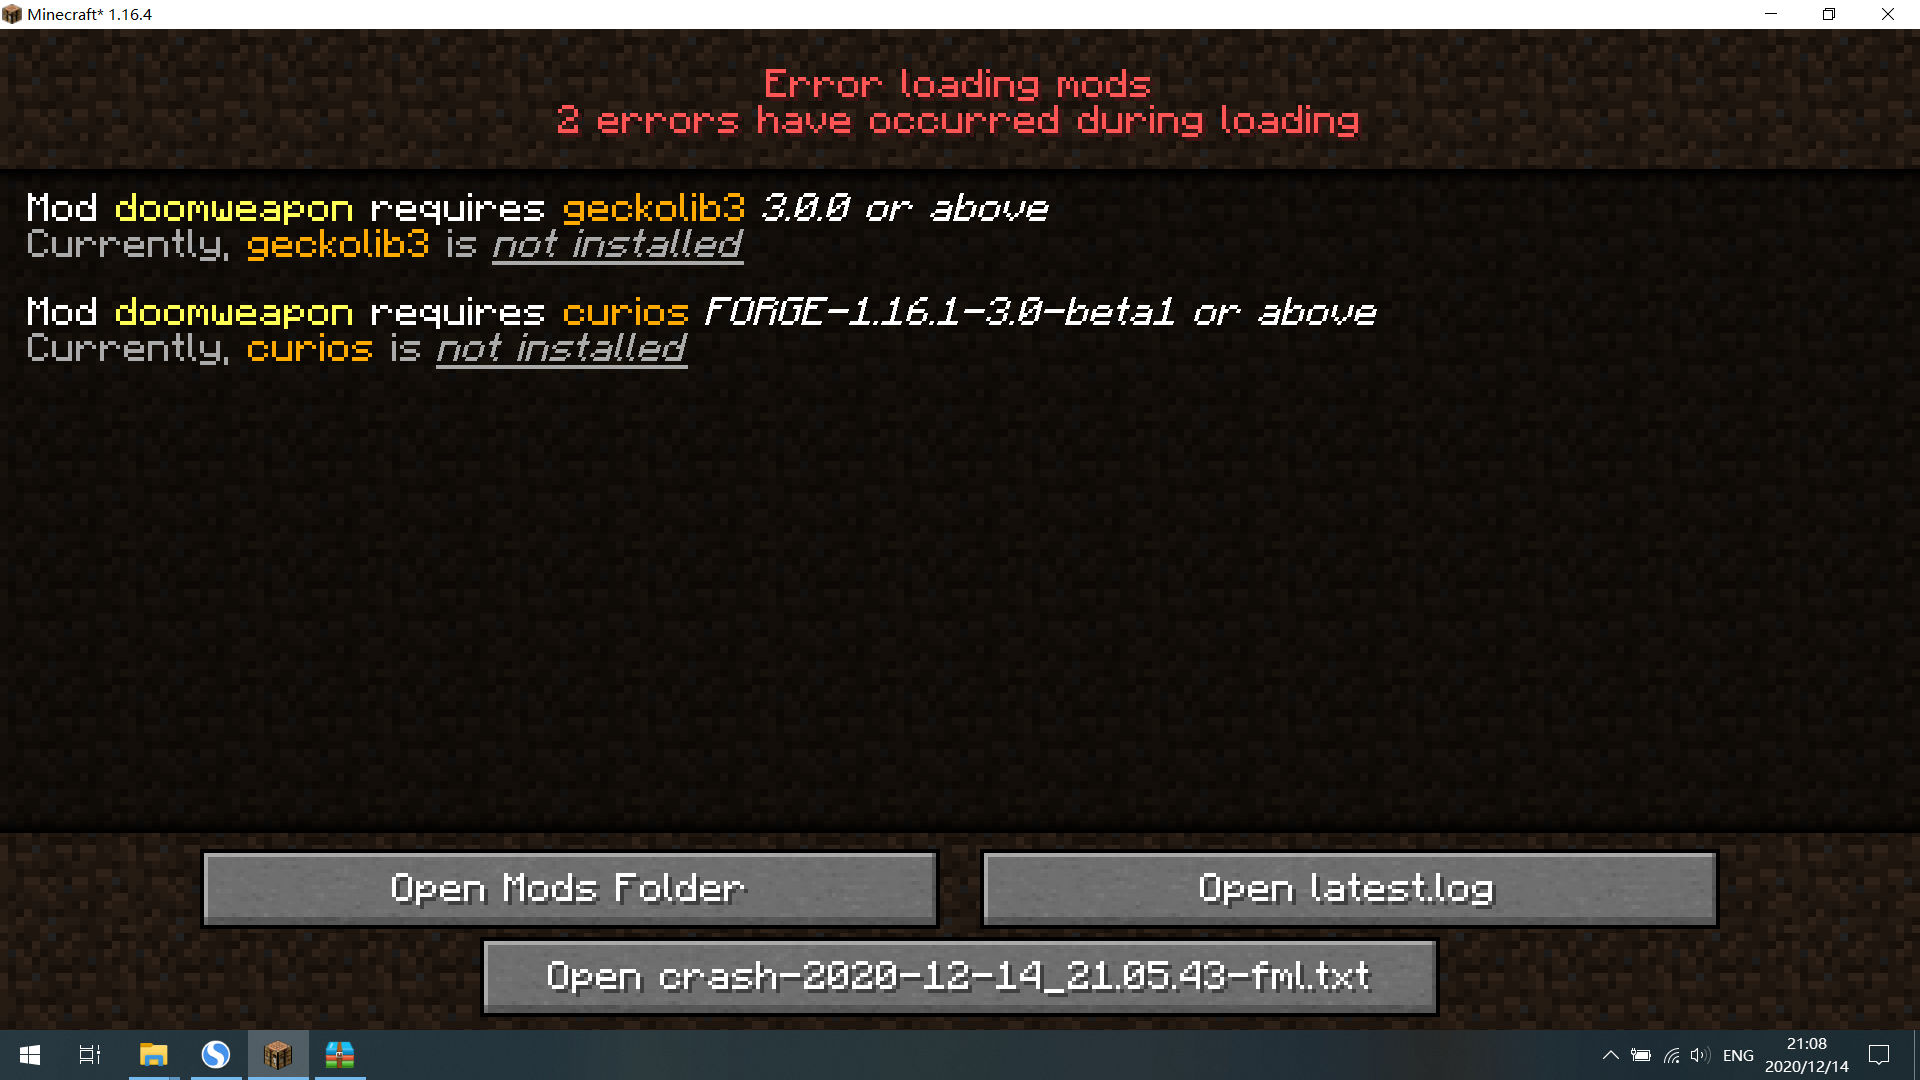 Minecraft* 1.16.4
Error loading mods
2 errors have occurred during loading
Mod doomweapon requires geckolib3 3.0.0 or above
Currently, geckolib3 is not installed
Mod doomweapon requires curios FORGE-1.16.1-3.0-beta1 or above
Currently, curios is not installed
Open Mods Folder
Open latest.log
Open crash-2020-12-14_21.05.43-fml.txt
ENG
21:08
2020/12/14